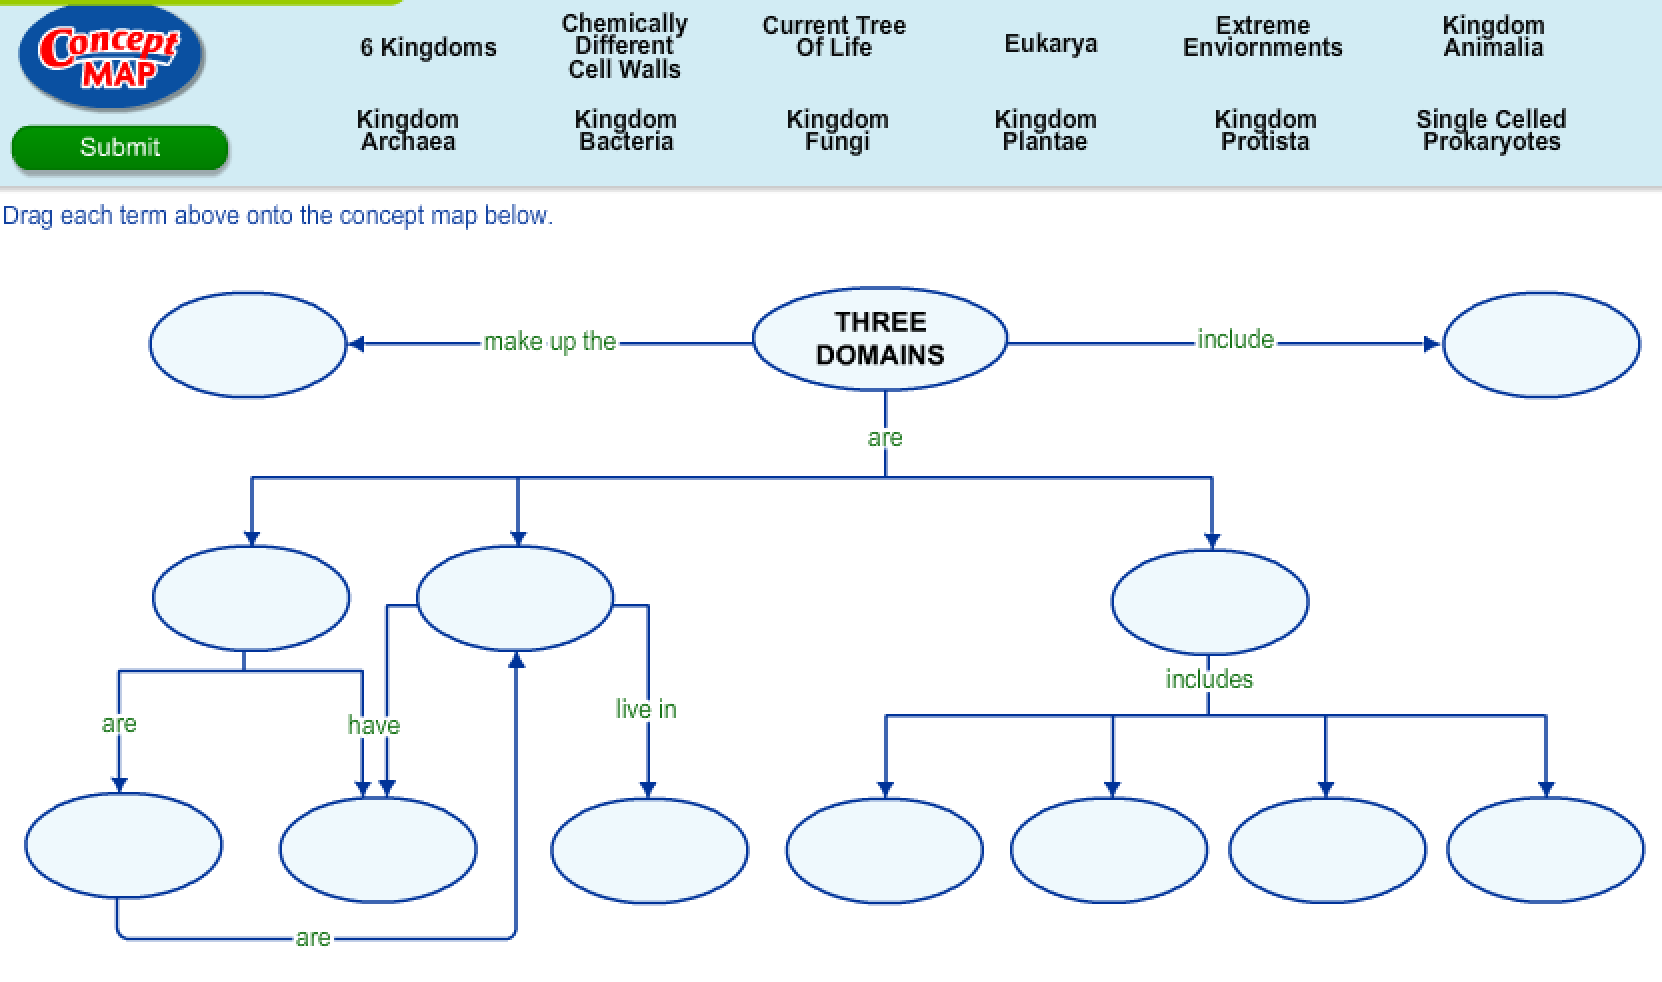 Concept
MAP
Submit
6 Kingdoms
Chemically
Different
Cell Walls
Current Tree
Of Life
Eukarya
Extreme
Enviornments
Kingdom
Animalia
Kingdom
Archaea
Kingdom
Bacteria
Kingdom
Fungi
Kingdom
Plantae
Kingdom
Protista
Single Celled
Prokaryotes
Drag each term above onto the concept map below.
make up the
THREE
DOMAINS
include
are
includes
are
have
live in
are